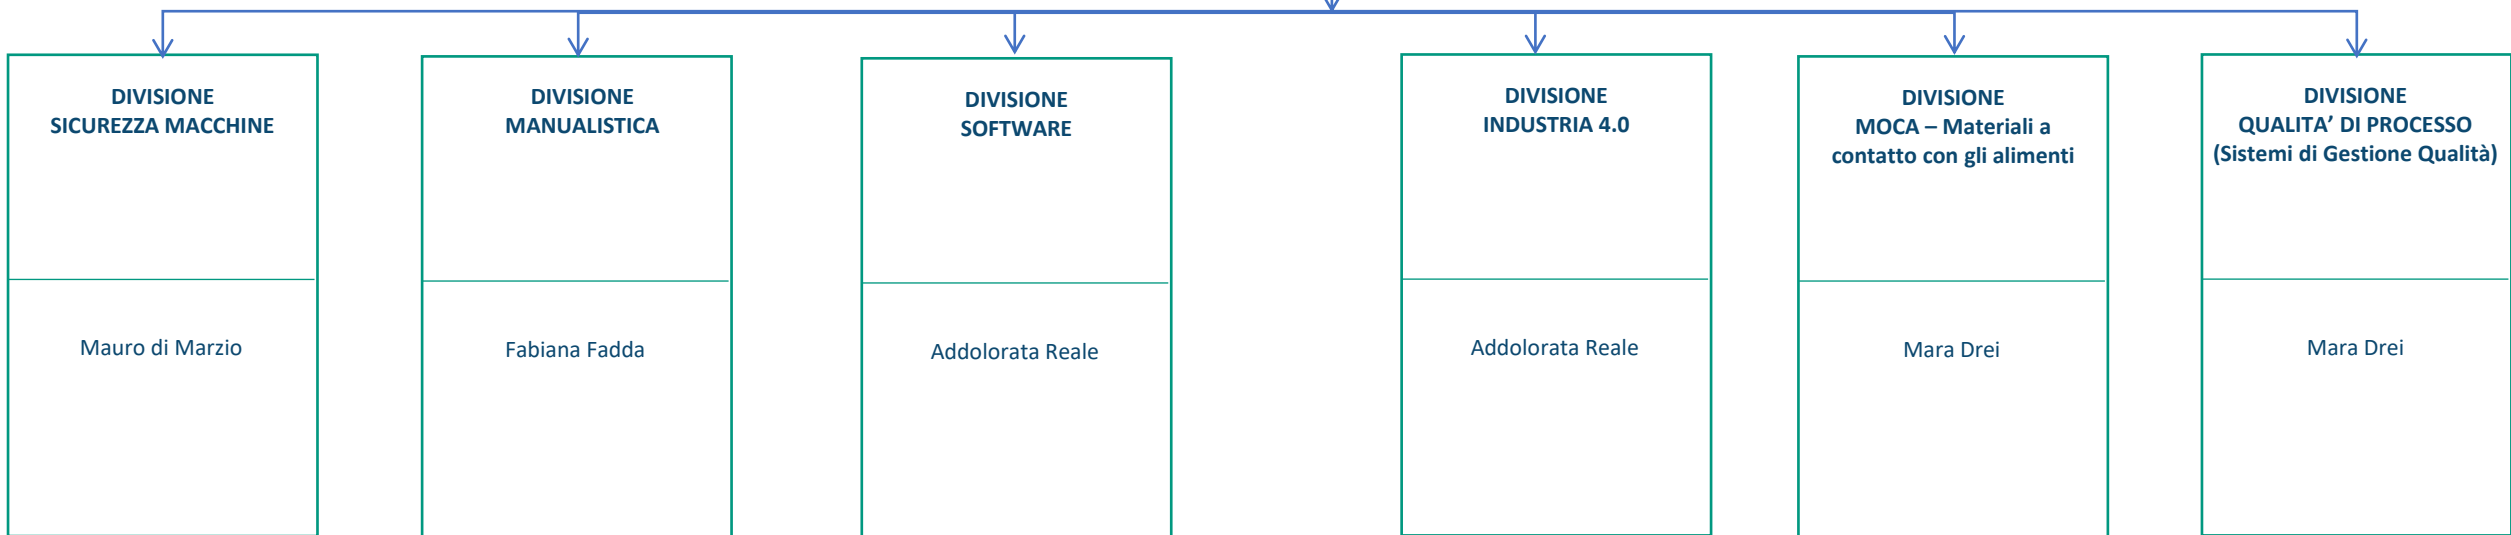 DIVISIONE
SICUREZZA MACCHINE
Mauro di Marzio
DIVISIONE
MANUALISTICA
Fabiana Fadda
DIVISIONE
SOFTWARE
Addolorata Reale
DIVISIONE
INDUSTRIA 4.0
Addolorata Reale
DIVISIONE
MOCA – Materiali a
contatto con gli alimenti
Mara Drei
DIVISIONE
QUALITA’ DI PROCESSO
(Sistemi di Gestione Qualità)
Mara Drei